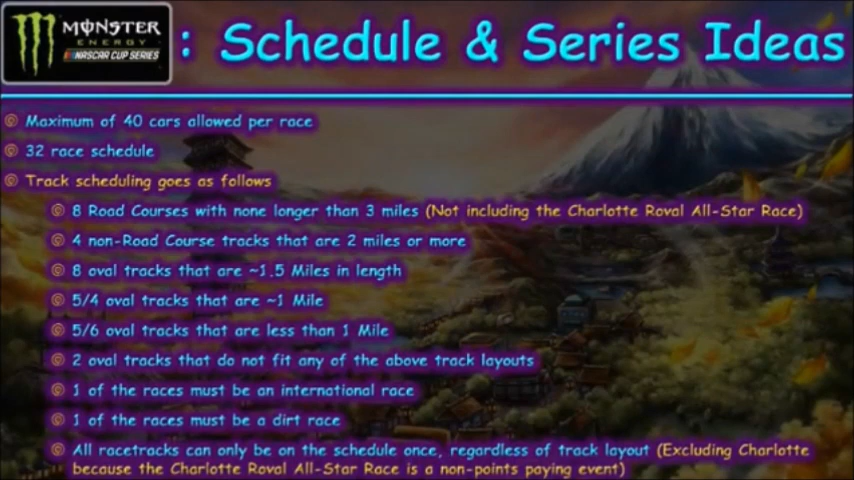 MONSTER
ENERGY
NASCAR CUP SERIES
: Schedule & Series Ideas
Maximum of 40 cars allowed per race
32 race schedule
Track scheduling goes as follows
8 Road Courses with none longer than 3 miles (Not including the Charlotte Roval All-Star Race)
4 non-Road Course tracks that are 2 miles or more
8 oval tracks that are ~1.5 Miles in length
5/4 oval tracks that are ~1 Mile
5/6 oval tracks that are less than 1 Mile
2 oval tracks that do not fit any of the above track layouts
1 of the races must be an international race
1 of the races must be a dirt race
All racetracks can only be on the schedule once, regardless of track layout (Excluding Charlotte
because the Charlotte Roval All-Star Race is a non-points paying event)